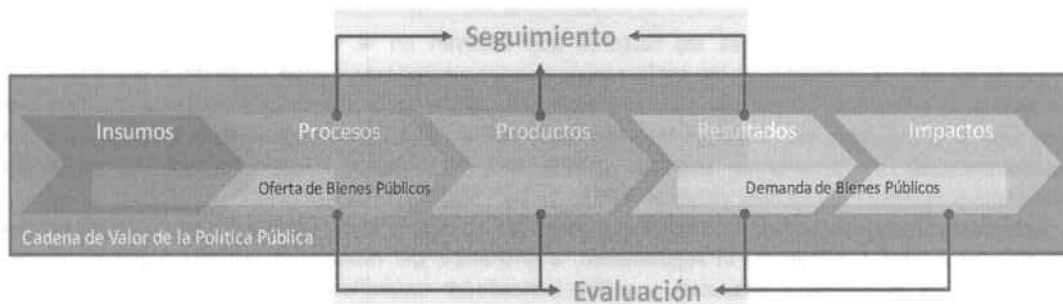 Seguimiento
Insumos Procesos Productos Resultados Impactos
Oferta de Bienes Públicos Demanda de Bienes Públicos
Cadena de Valor de la Política Pública
Evaluación